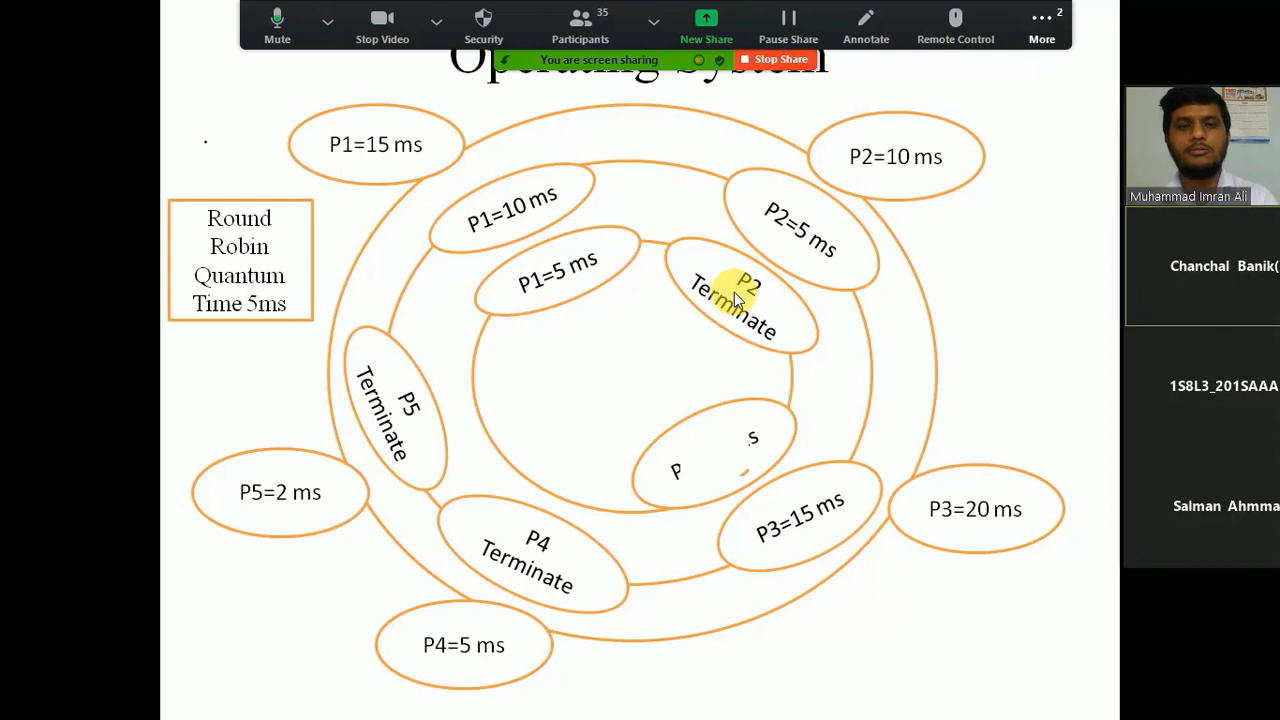 Mute
Stop Video
Security
35
Participants
New Share
Pause Share
Annotate
Remote Control
2
More
You are screen sharing
Stop Share
Operating System
P1=15 ms
P2=10 ms
Round
Robin
Quantum
Time 5ms
P1=10 ms
P2=5 ms
P1=5 ms
P2
Terminate
P5
Terminate
P3=15 ms
P4
Terminate
P5=2 ms
P3=20 ms
P4=5 ms
Muhammad Imran Ali
Chanchal Banik(
1S8L3_201SAAA
Salman Ahmma